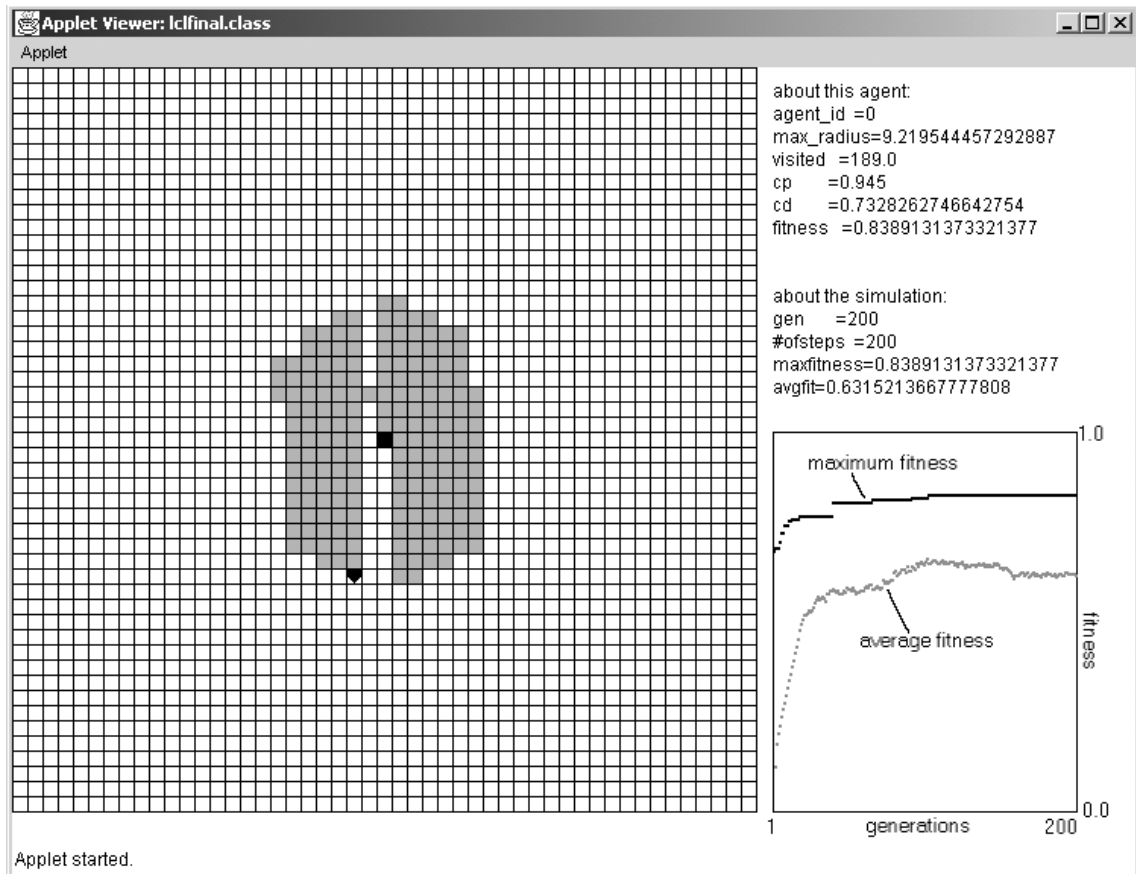 Applet Viewer: lclfinal.class
Applet
about this agent:
agent_id =0
max_radius=9.219544457292887
visited =189.0
cp =0.945
cd =0.7328262746642754
fitness =0.8389131373321377
about the simulation:
gen =200
#ofsteps =200
maxfitness=0.8389131373321377
avgfit=0.6315213667777808
1.0
maximum fitness
average fitness
fitness
0.0
1 generations 200
Applet started.